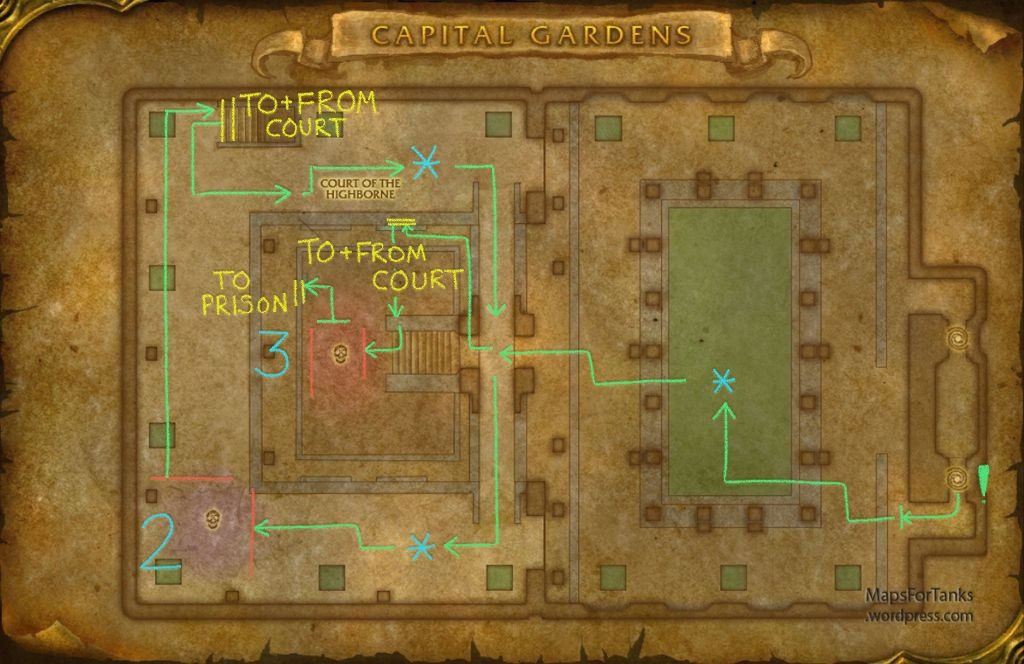 CAPITAL GARDENS
TO+FROM
COURT
COURT OF THE
HIGHBORNE
TO+FROM
COURT
TO
PRISON
3
2
!
MapsForTanks
.wordpress.com